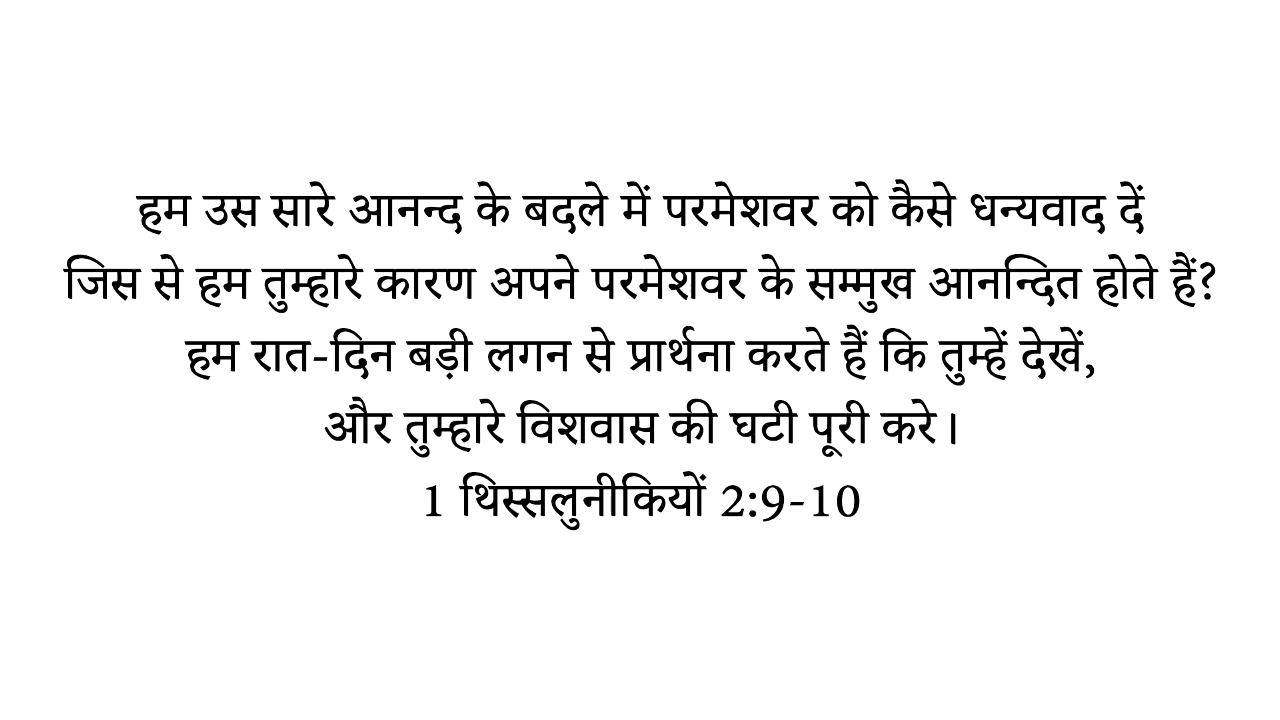 हम उस सारे आनन्द के बदले में परमेशवर को कैसे धन्यवाद दें
जिस से हम तुम्हारे कारण अपने परमेशवर के सम्मुख आनन्दित होते हैं?
हम रात-दिन बड़ी लगन से प्रार्थना करते हैं कि तुम्हें देखें,
और तुम्हारे विशवास की घटी पूरी करे।
1 थिस्सलुनीकियों 2:9-10